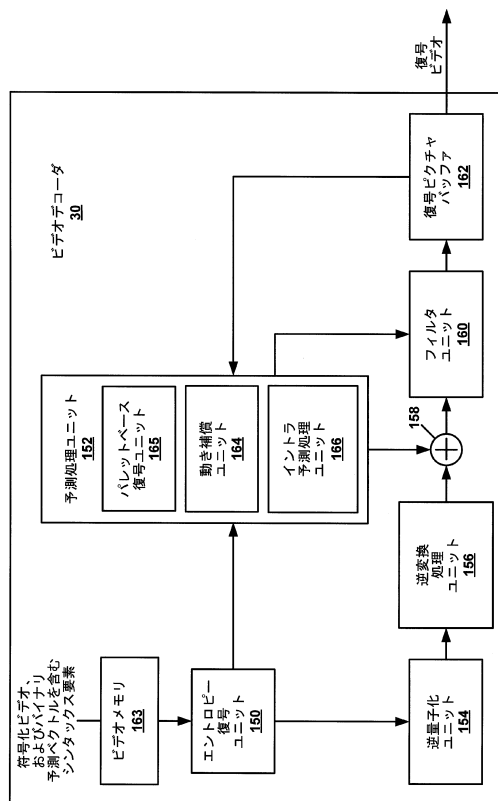 符号化ビデオ、
およびバイナリ
予測ベクトルを含む
シンタックス要素
ビデオメモリ
163
エントロピー
復号
ユニット
150
予測処理ユニット
152
パレットベース
復号ユニット
165
動き補償
ユニット
164
イントラ
予測処理
ユニット
166
ビデオデコーダ
30
逆量子化
ユニット
154
逆変換
処理
ユニット
156
158
フィルタ
ユニット
160
復号ピクチャ
バッファ
162
復号
ビデオ